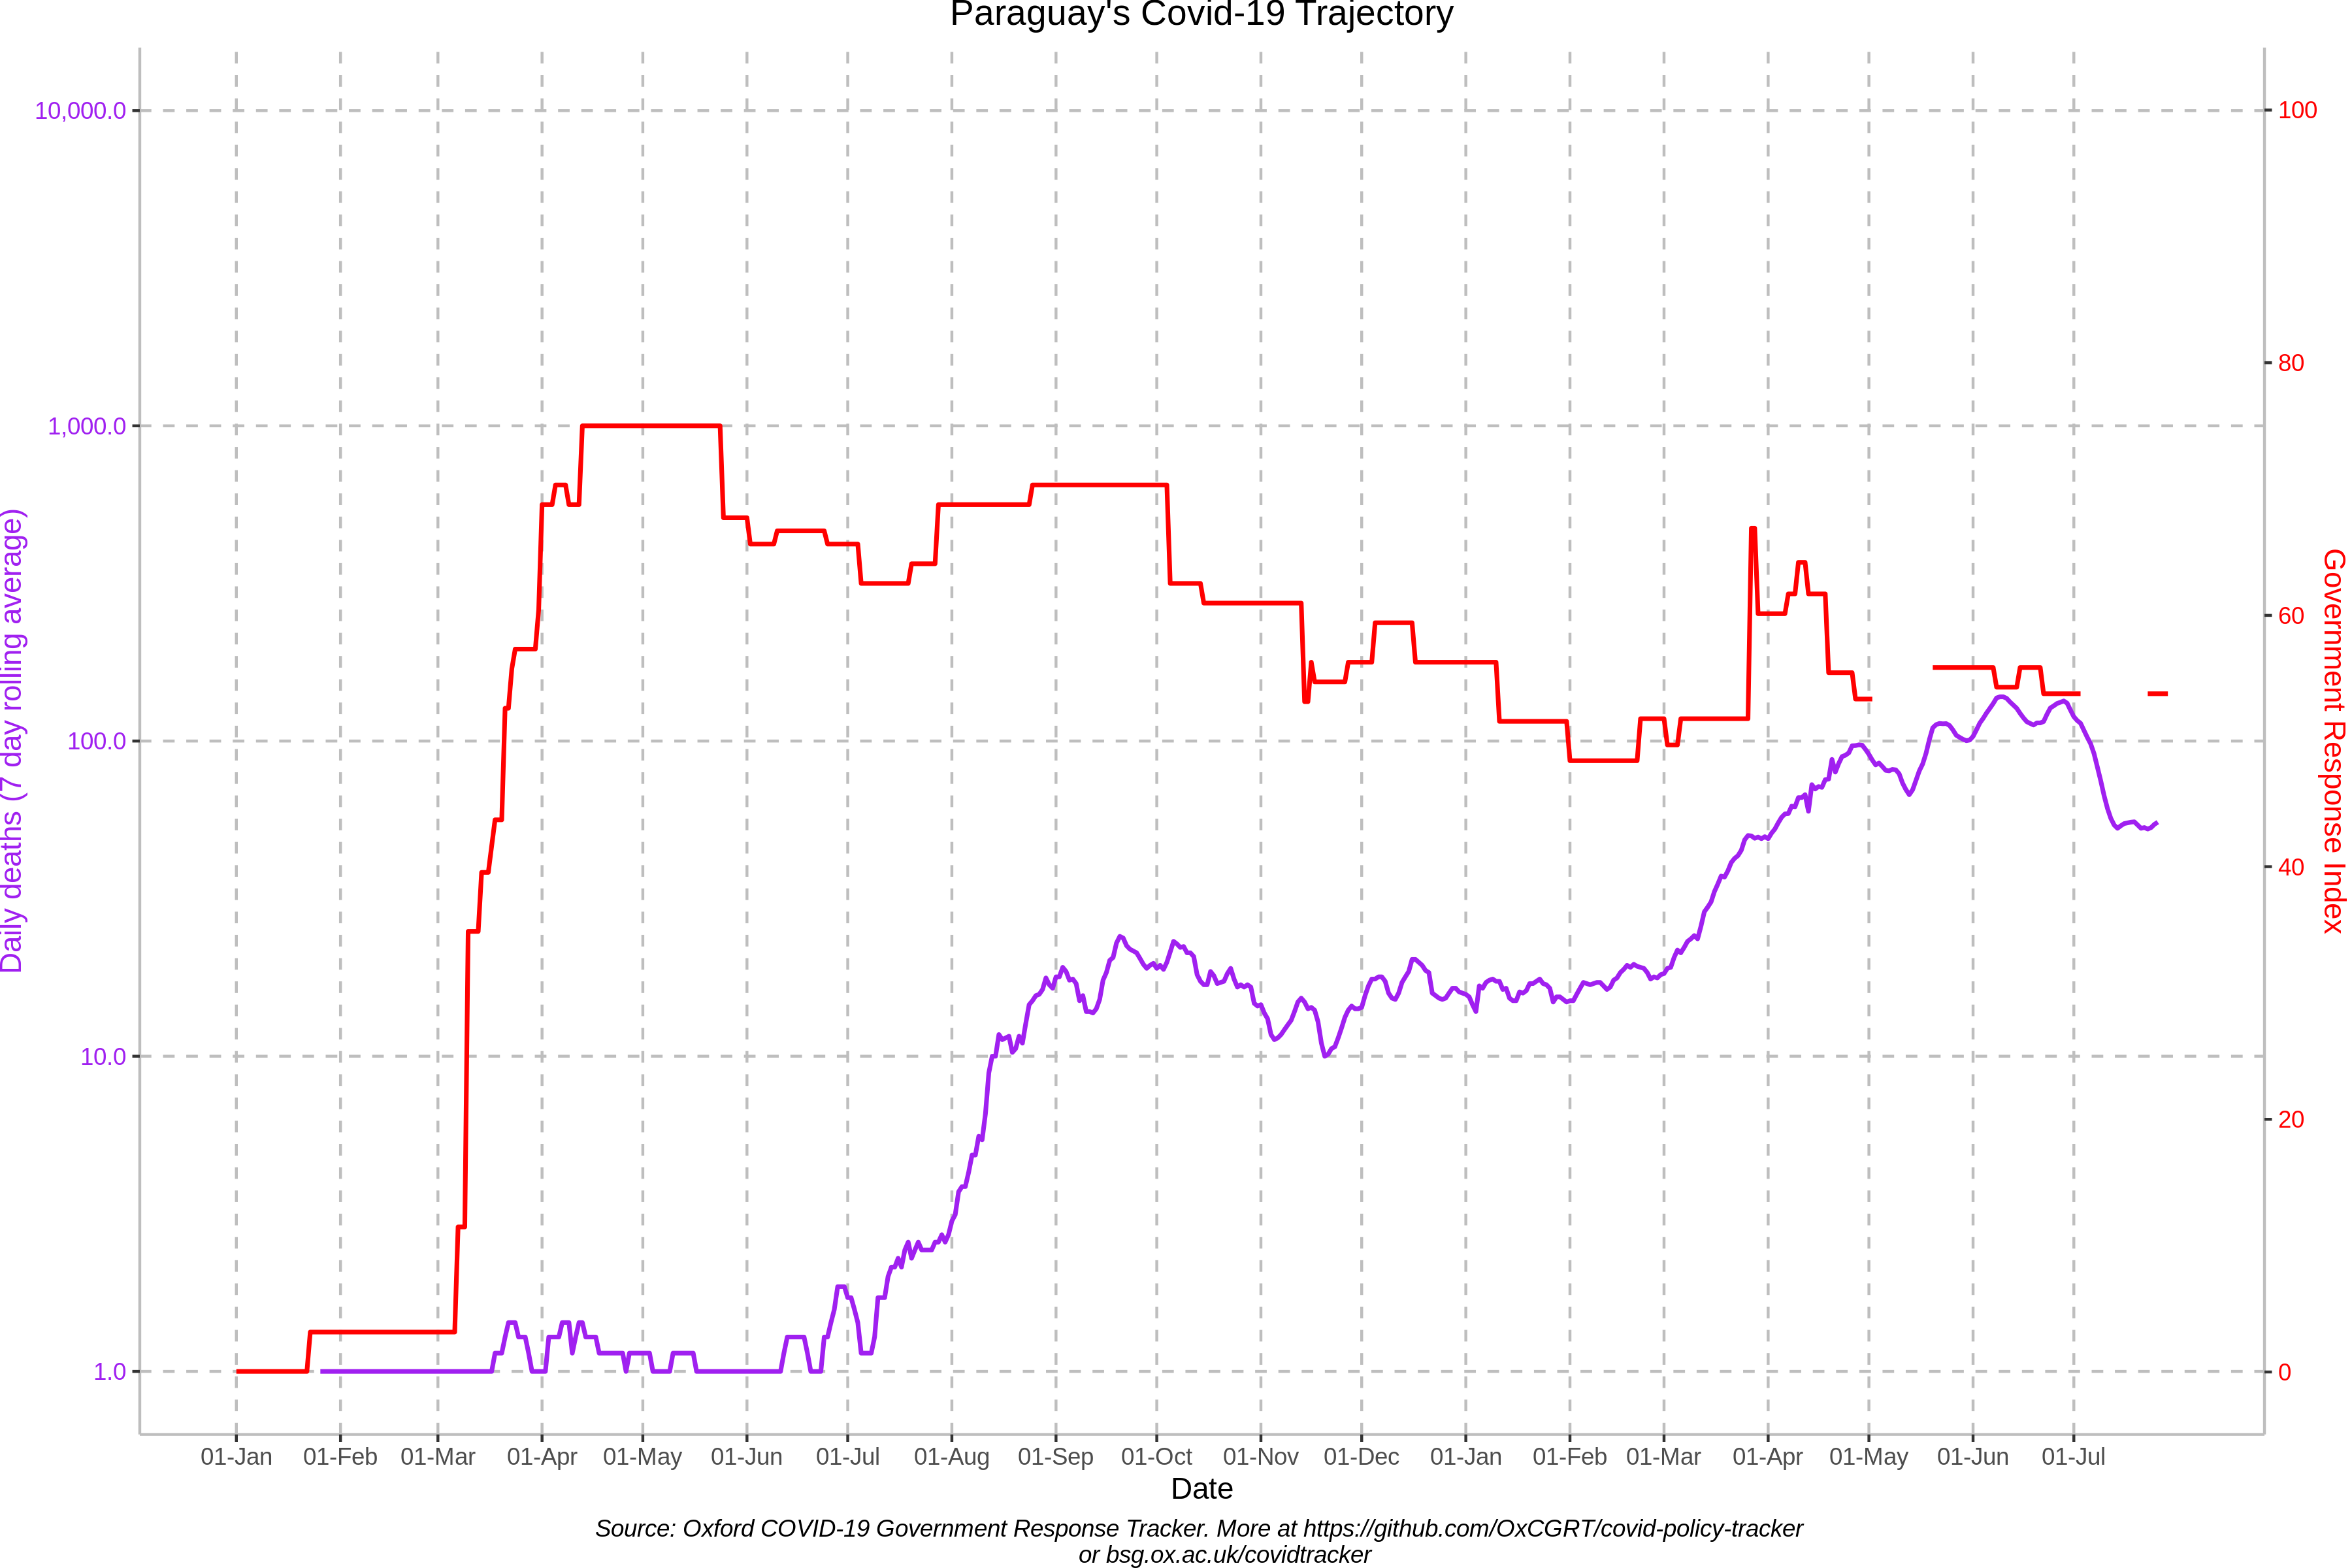 Paraguay's Covid-19 Trajectory
10,000.0
1,000.0
100.0
10.0
1.0
Daily deaths (7 day rolling average)
100
80
60
40
20
0
Government Response Index
01-Jan 01-Feb 01-Mar 01-Apr 01-May 01-Jun 01-Jul 01-Aug 01-Sep 01-Oct 01-Nov 01-Dec 01-Jan 01-Feb 01-Mar 01-Apr 01-May 01-Jun 01-Jul
Date
Source: Oxford COVID-19 Government Response Tracker. More at https://github.com/OxCGRT/covid-policy-tracker
or bsg.ox.ac.uk/covidtracker